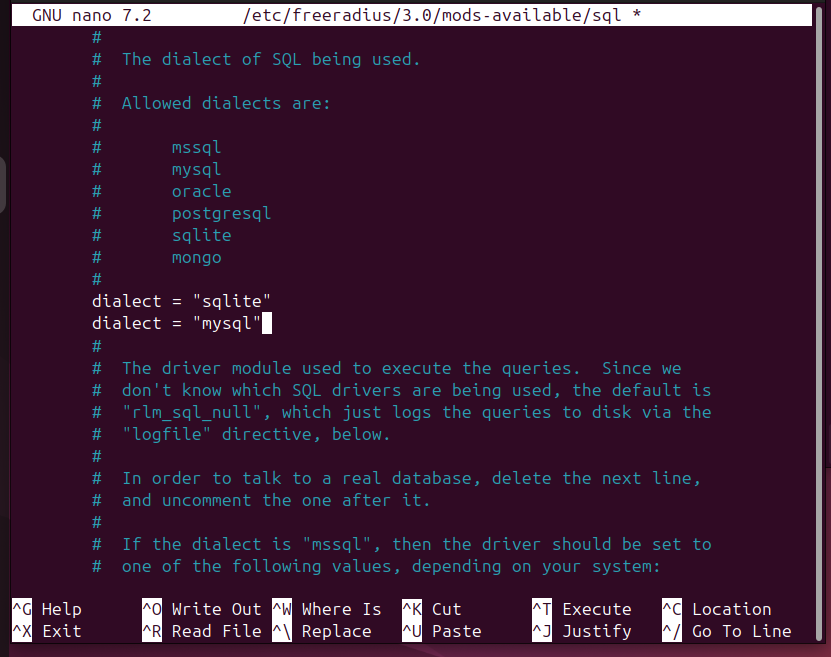 GNU nano 7.2          /etc/freeradius/3.0/mods-available/sql *
        #
        #  The dialect of SQL being used.
        #
        #  Allowed dialects are:
        #
        #       mssql
        #       mysql
        #       oracle
        #       postgresql
        #       sqlite
        #       mongo
        #
        dialect = "sqlite"
        dialect = "mysql"
        #
        #  The driver module used to execute the queries.  Since we
        #  don't know which SQL drivers are being used, the default is
        #  "rlm_sql_null", which just logs the queries to disk via the
        #  "logfile" directive, below.
        #
        #  In order to talk to a real database, delete the next line,
        #  and uncomment the one after it.
        #
        #  If the dialect is "mssql", then the driver should be set to
        #  one of the following values, depending on your system:
^G Help      ^O Write Out ^W Where Is  ^K Cut       ^T Execute   ^C Location
^X Exit      ^R Read File ^\ Replace   ^U Paste     ^J Justify   ^/ Go To Line